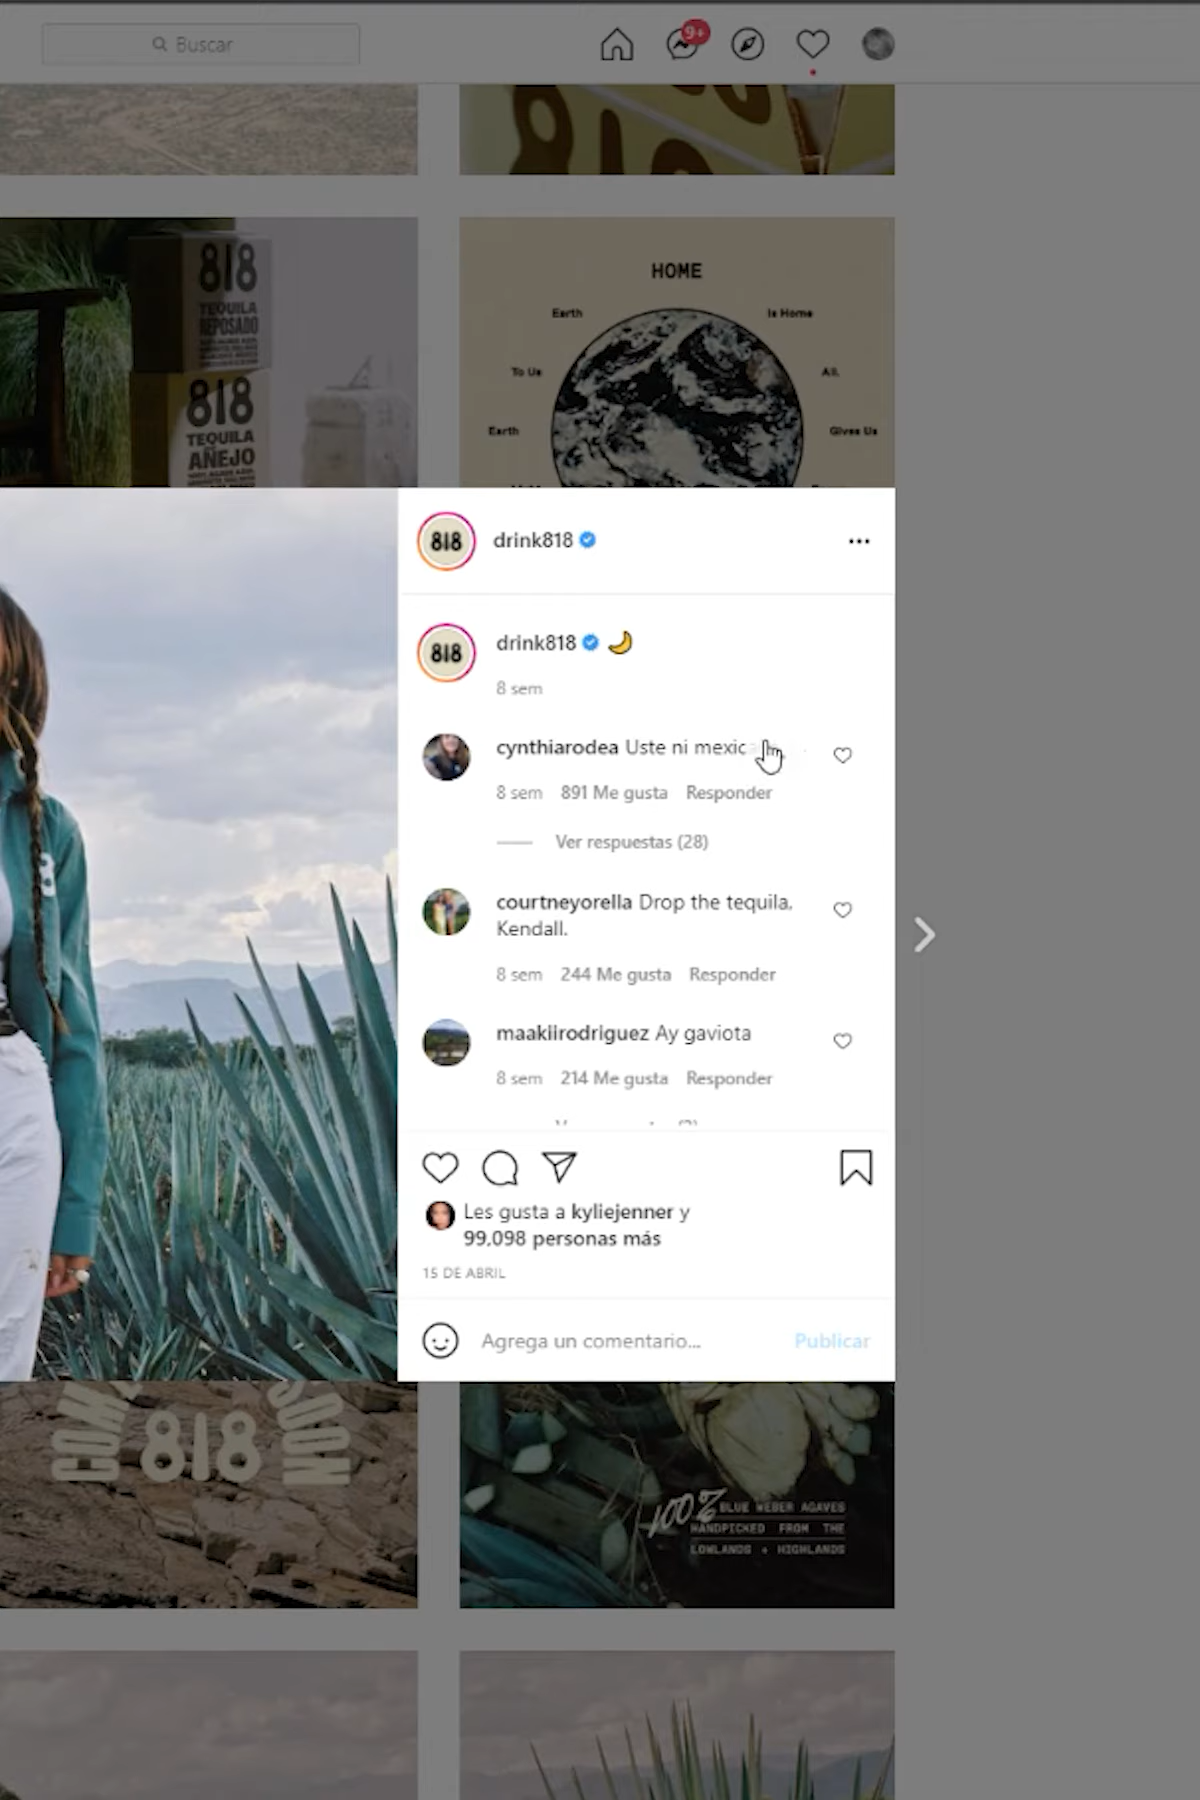 Buscar
9+
818
818
TEQUILA
REPOSADO
818
TEQUILA
AÑEJO
HOME
Earth
Is Home
To Us
All.
Earth
Gives Us
818
drink818
818
drink818
8 sem
cynthiarodea Uste ni mexic
8 sem 891 Me gusta Responder
Ver respuestas (28)
courtneyorella Drop the tequila,
Kendall.
8 sem 244 Me gusta Responder
maakiirodriguez Ay gaviota
8 sem 214 Me gusta Responder
Les gusta a kyliejenner y
99,098 personas más
15 DE ABRIL
Agrega un comentario...
Publicar
818
100% BLUE WEBER AGAVES
HANDPICKED FROM THE
LOWLANDS + HIGHLANDS